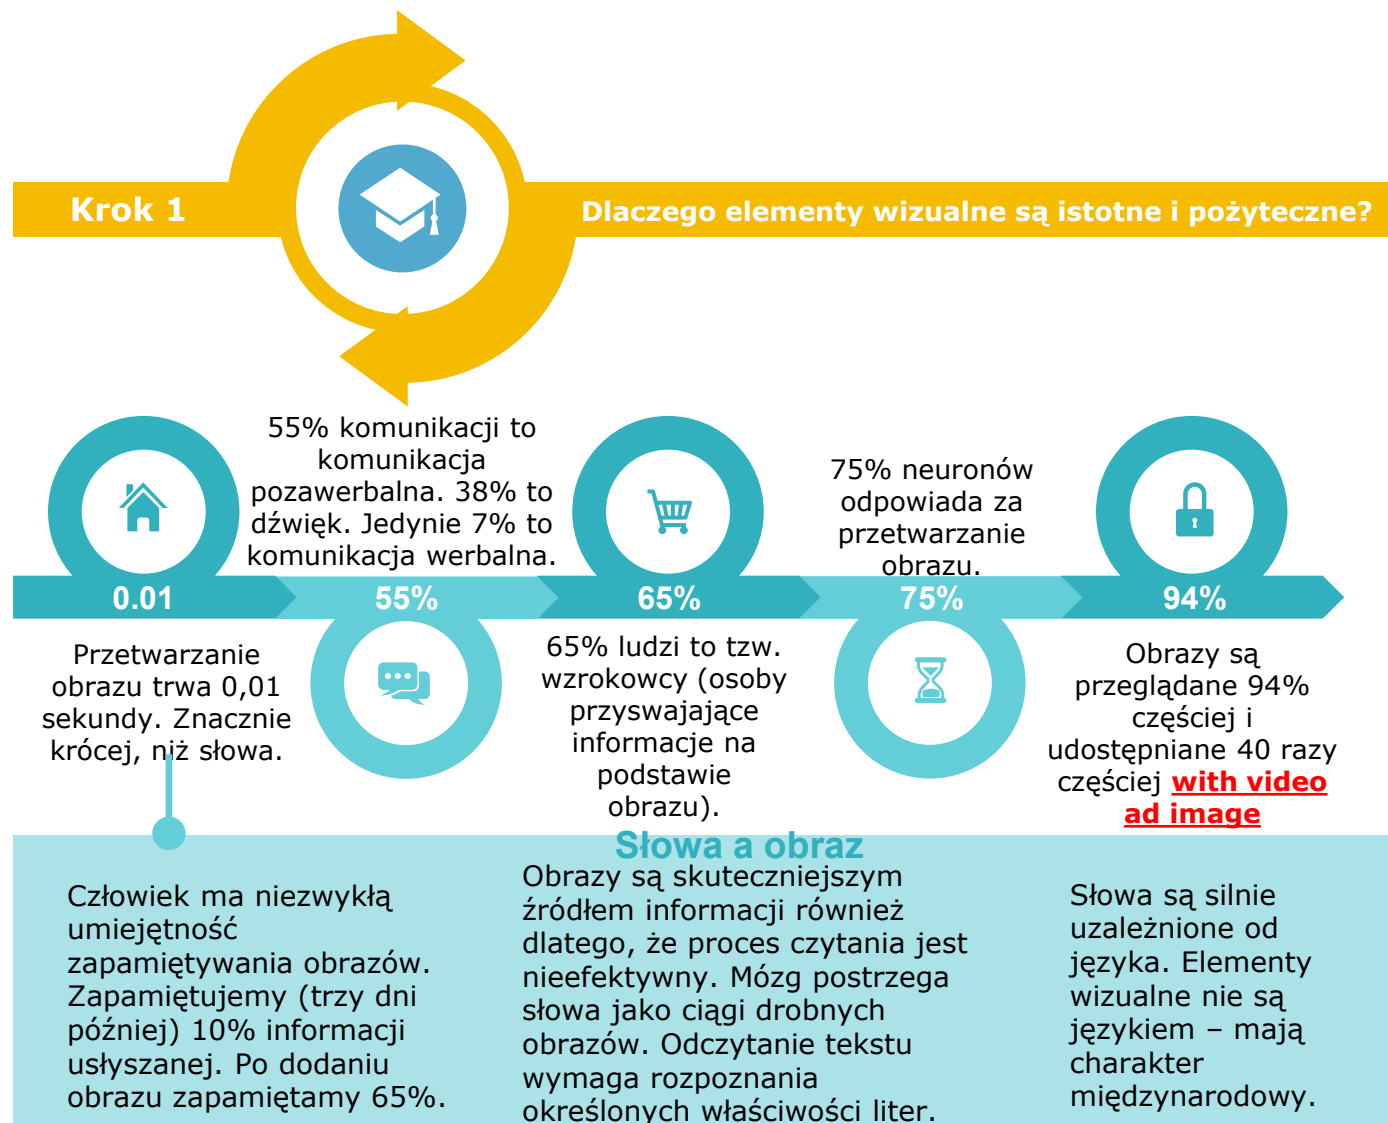 Krok 1
Dlaczego elementy wizualne są istotne i pożyteczne?
0.01
Przetwarzanie
obrazu trwa 0,01
sekundy. Znacznie
krócej, niż słowa.
55% komunikacji to
komunikacja
pozawerbalna. 38% to
dźwięk. Jedynie 7% to
komunikacja werbalna.
55%
65%
65% ludzi to tzw.
wzrokowcy (osoby
przyswajające
informacje na
podstawie
obrazu).
75% neuronów
odpowiada za
przetwarzanie
obrazu.
75%
94%
Obrazy są
przeglądane 94%
częściej i
udostępniane 40 razy
częściej with video
ad image
Słowa a obraz
Człowiek ma niezwykłą
umiejętność
zapamiętywania obrazów.
Zapamiętujemy (trzy dni
później) 10% informacji
usłyszanej. Po dodaniu
obrazu zapamiętamy 65%.
Obrazy są skuteczniejszym
źródłem informacji również
dlatego, że proces czytania jest
nieefektywny. Mózg postrzega
słowa jako ciągi drobnych
obrazów. Odczytanie tekstu
wymaga rozpoznania
określonych właściwości liter.
Słowa są silnie
uzależnione od
języka. Elementy
wizualne nie są
językiem – mają
charakter
międzynarodowy.